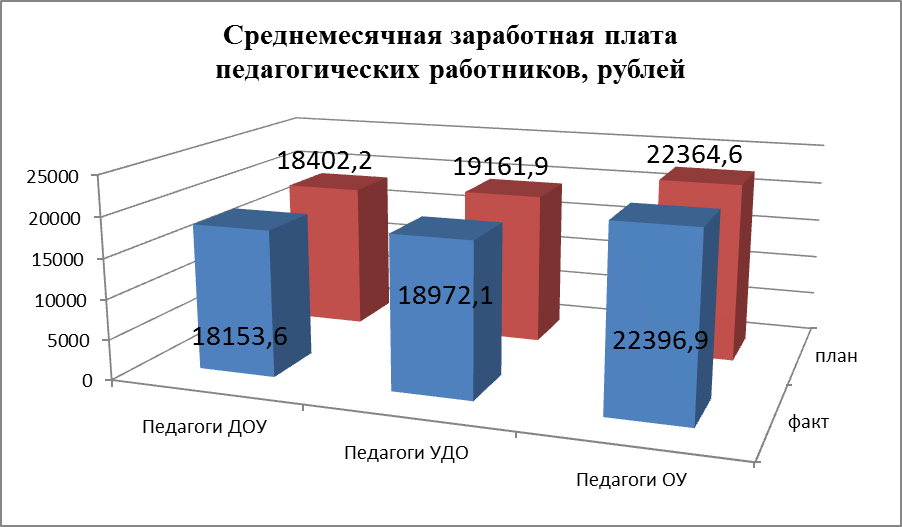 Среднемесячная заработная плата
педагогических работников, рублей
25000
20000
15000
10000
5000
0
18402,2
19161,9
22364,6
18153,6
18972,1
22396,9
план
факт
Педагоги ДОУ
Педагоги УДО
Педагоги ОУ